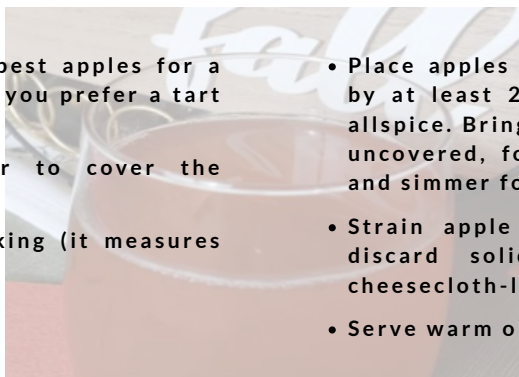 best apples for a
you prefer a tart
r to cover the
king (it measures
Place apples
by at least 2
allspice. Bring
uncovered, fo
and simmer fo
Strain apple
discard soli
cheesecloth-l
Serve warm o
fall